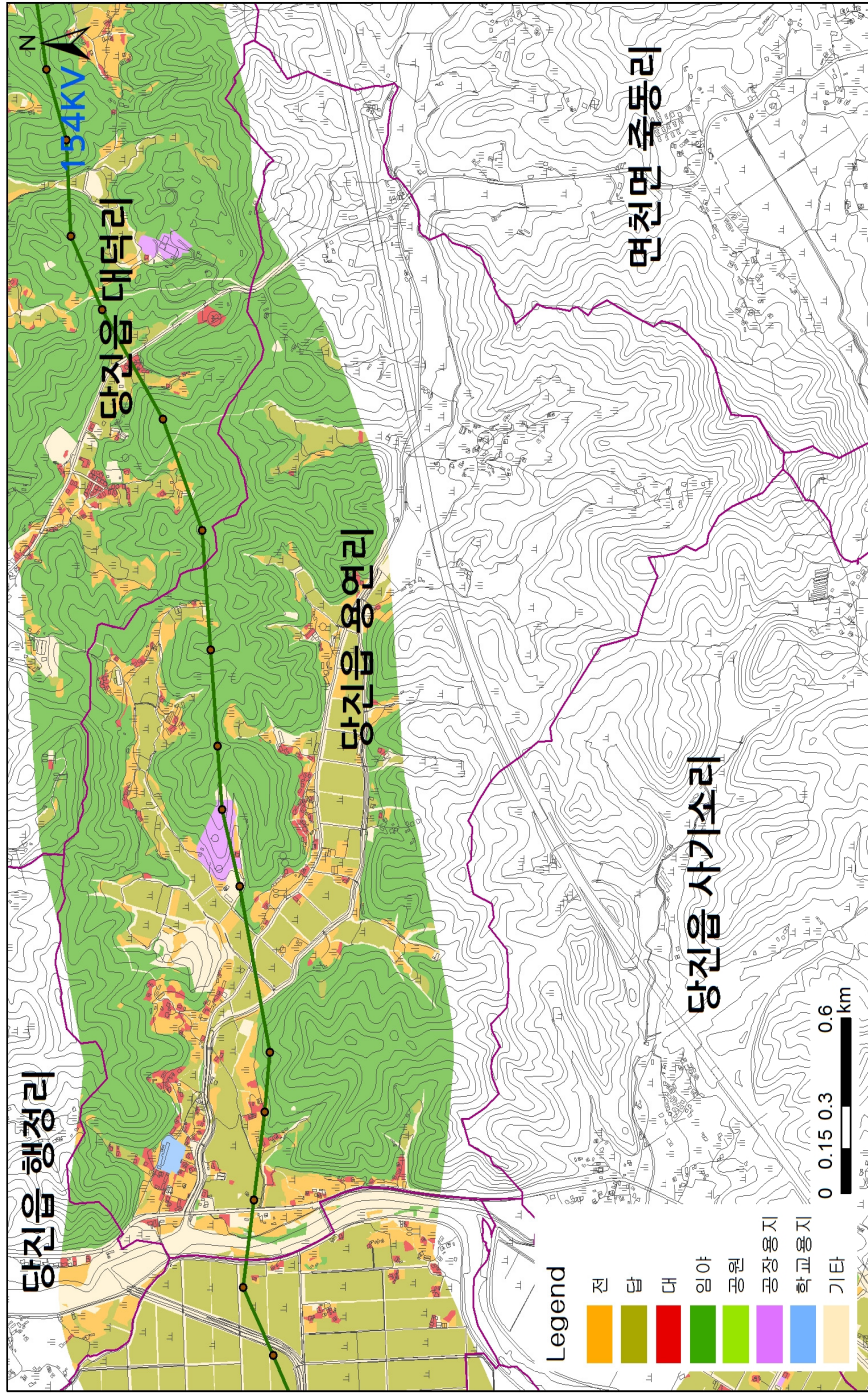 N
154KV
당진읍 대덕리
면천면 죽동리
당진읍 용연리
당진읍 사기소리
당진읍 행정리
0 0.15 0.3 0.6
km
Legend
전
답
대
임야
공원
공장용지
학교용지
기타